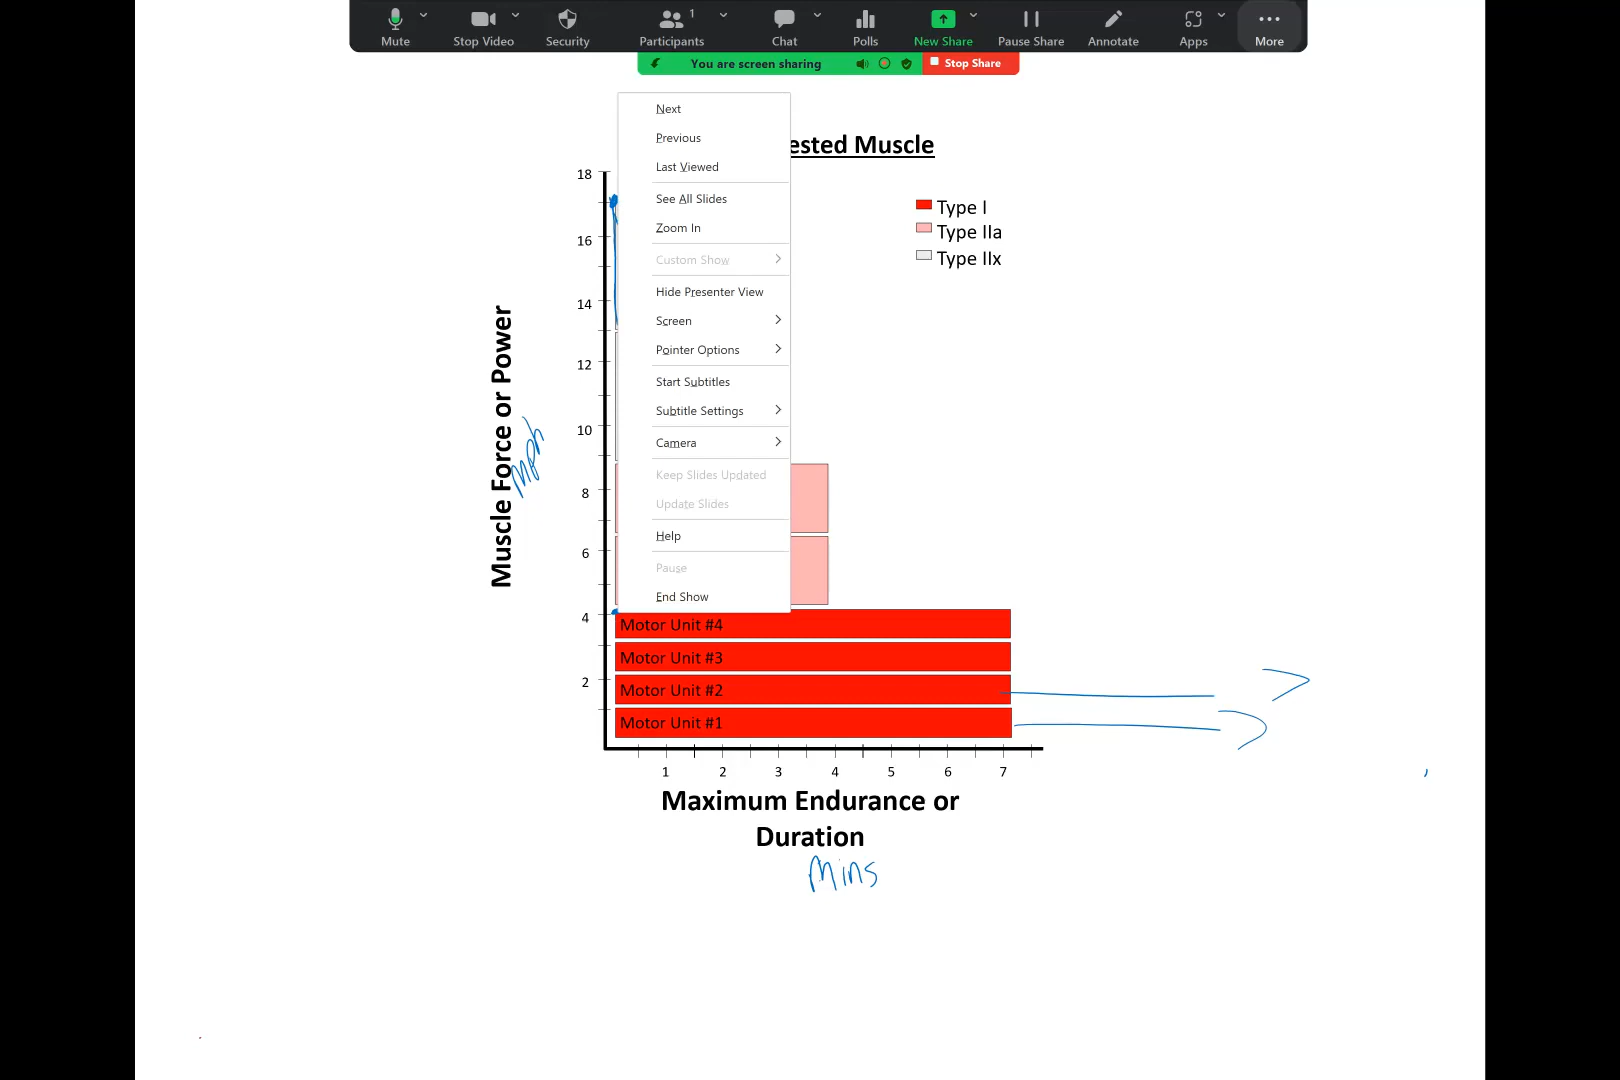 Mute
Stop Video
Security
1
Participants
Chat
Polls
New Share
Pause Share
Annotate
Apps
More
You are screen sharing
Stop Share
Next
Previous
Last Viewed
See All Slides
Zoom In
Custom Show
Hide Presenter View
Screen
Pointer Options
Start Subtitles
Subtitle Settings
Camera
Keep Slides Updated
Update Slides
Help
Pause
End Show
ested Muscle
Type I
Type IIa
Type IIx
Muscle Force or Power
mph
18
16
14
12
10
8
6
4
2
Motor Unit #4
Motor Unit #3
Motor Unit #2
Motor Unit #1
1 2 3 4 5 6 7
Maximum Endurance or
Duration
Mins